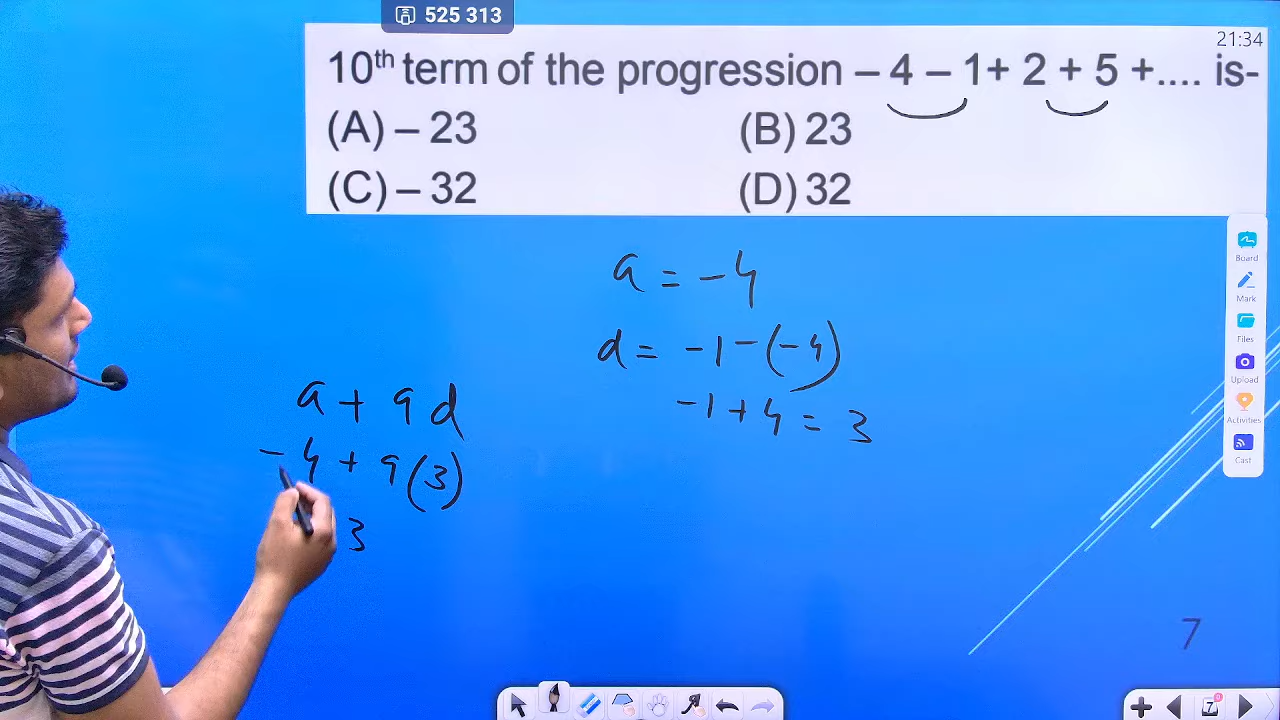 525 313
21:34
10th term of the progression – 4 – 1+ 2 + 5 +.... is-
(A) – 23 (B) 23
(C) – 32 (D) 32
a = -4
d = -1-(-4)
-1+4 = 3
a + 9d
-4 + 9(3)
3
Board
Mark
Files
Upload
Activities
Cast
7
7